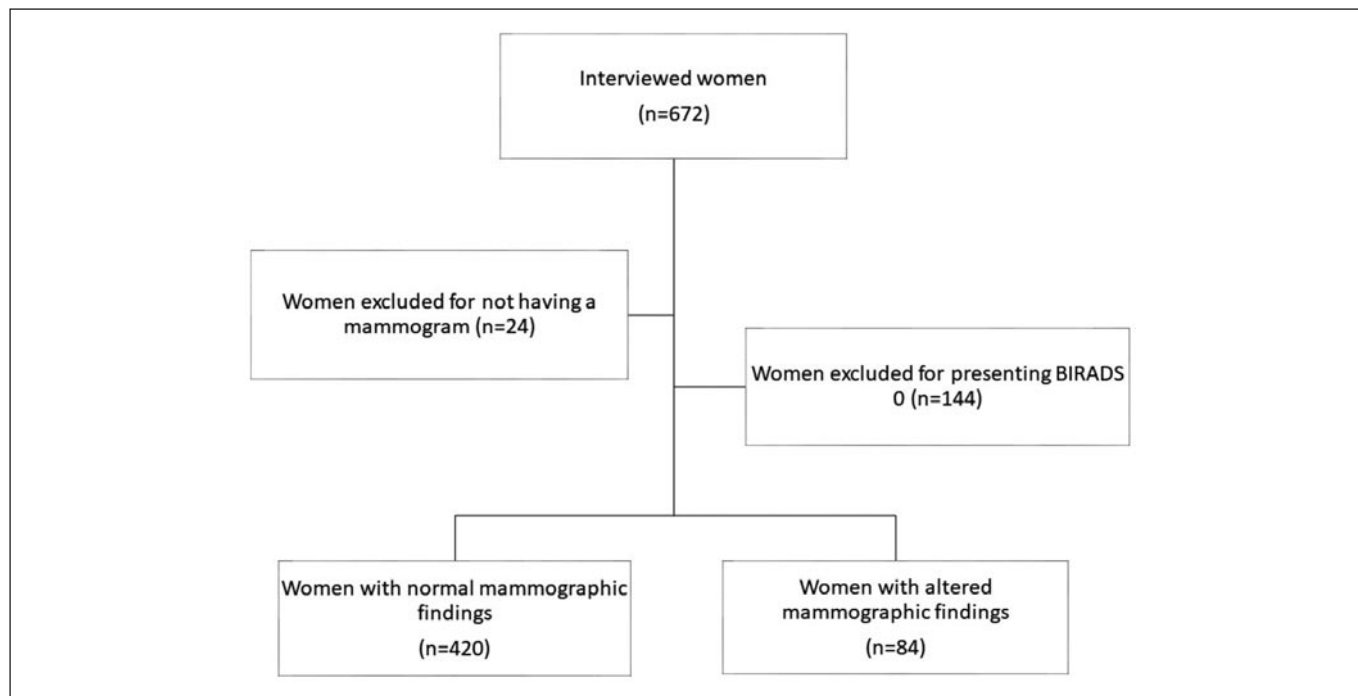 Interviewed women
(n=672)
Women excluded for not having a
mammogram (n=24)
Women excluded for presenting BIRADS
0 (n=144)
Women with normal mammographic
findings
(n=420)
Women with altered
mammographic findings
(n=84)